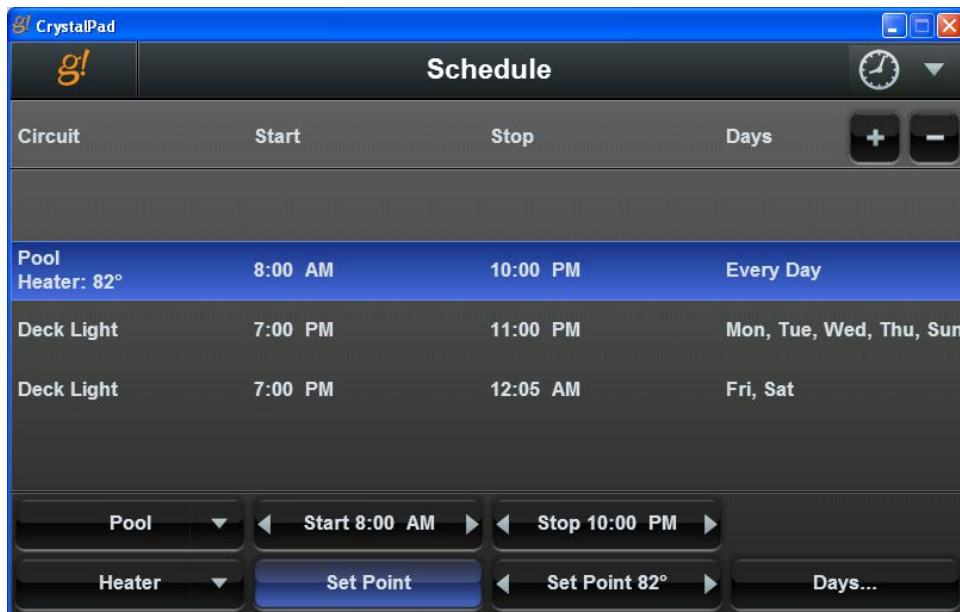 g! CrystalPad
g! Schedule
Circuit Start Stop Days + -
Pool
Heater: 82° 8:00 AM 10:00 PM Every Day
Deck Light 7:00 PM 11:00 PM Mon, Tue, Wed, Thu, Sun
Deck Light 7:00 PM 12:05 AM Fri, Sat
Pool Start 8:00 AM Stop 10:00 PM
Heater Set Point Set Point 82° Days...